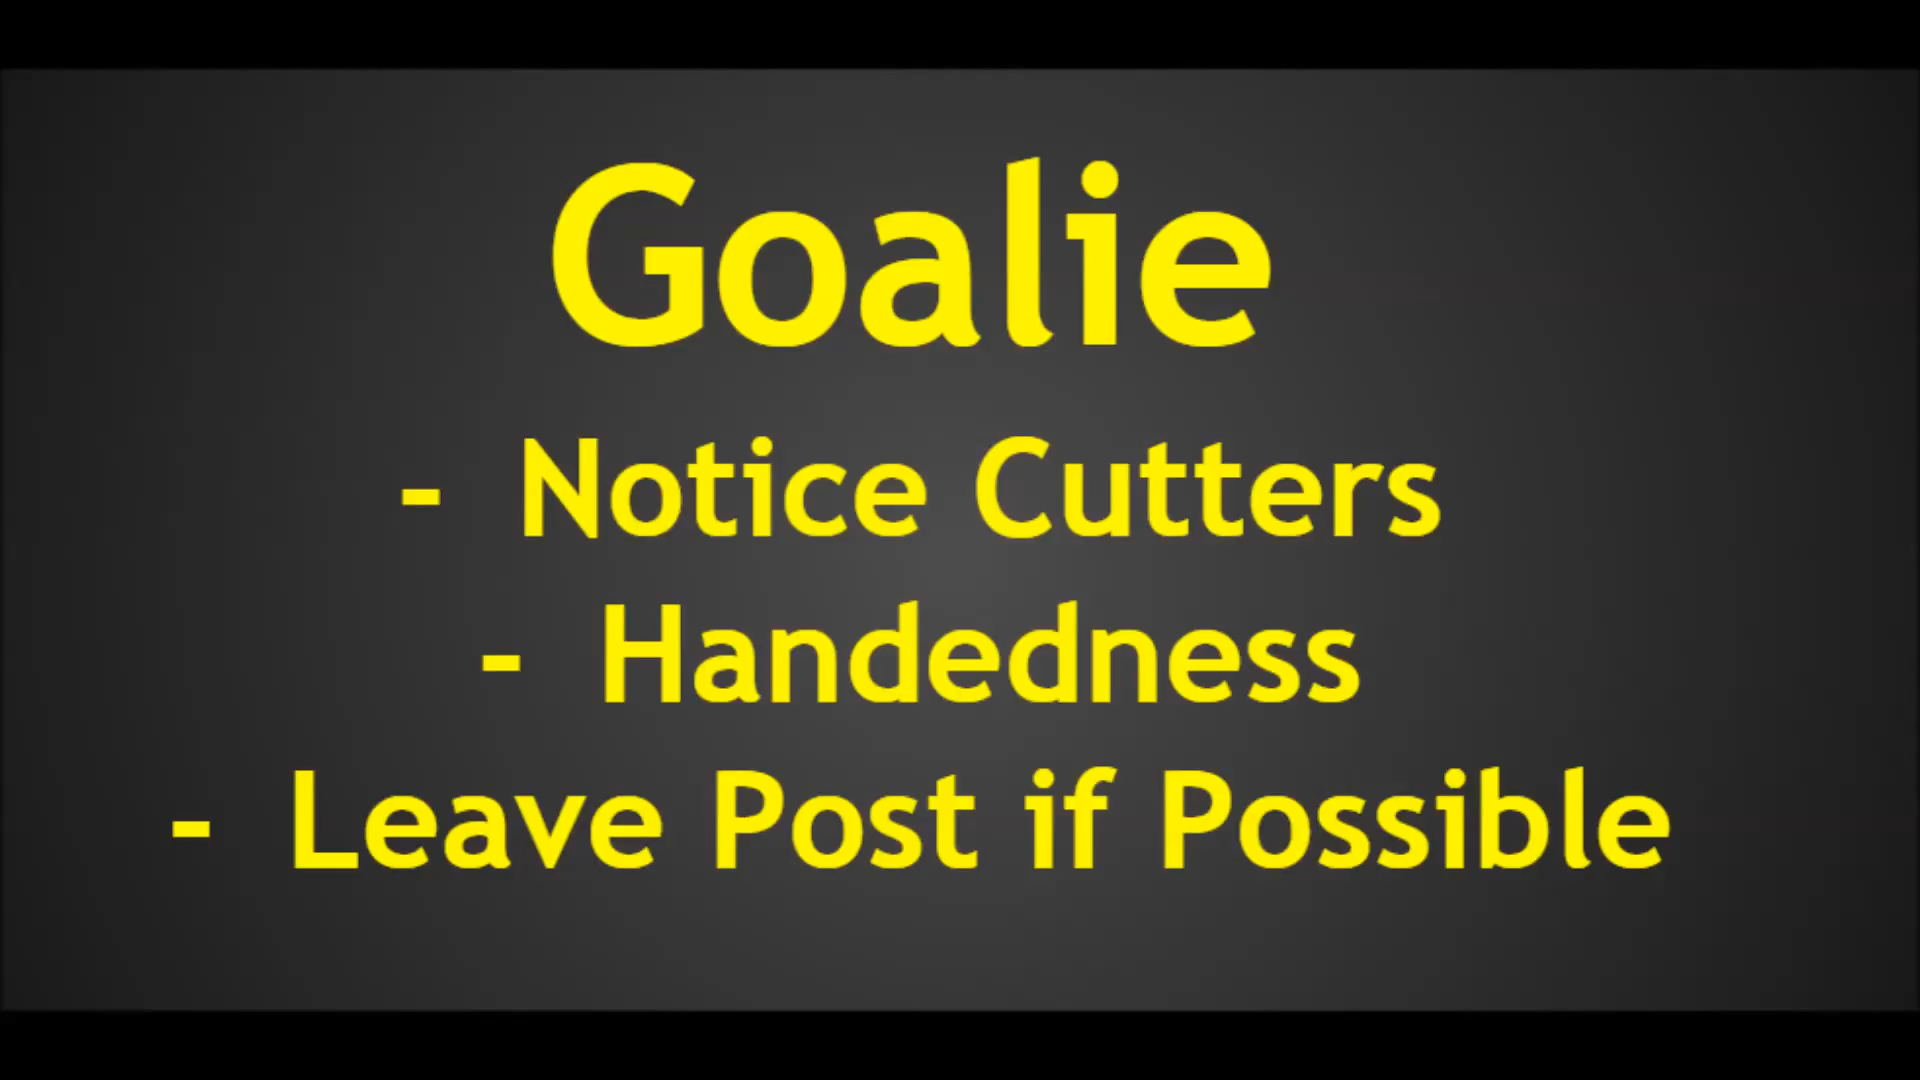 Goalie
- Notice Cutters
- Handedness
- Leave Post if Possible